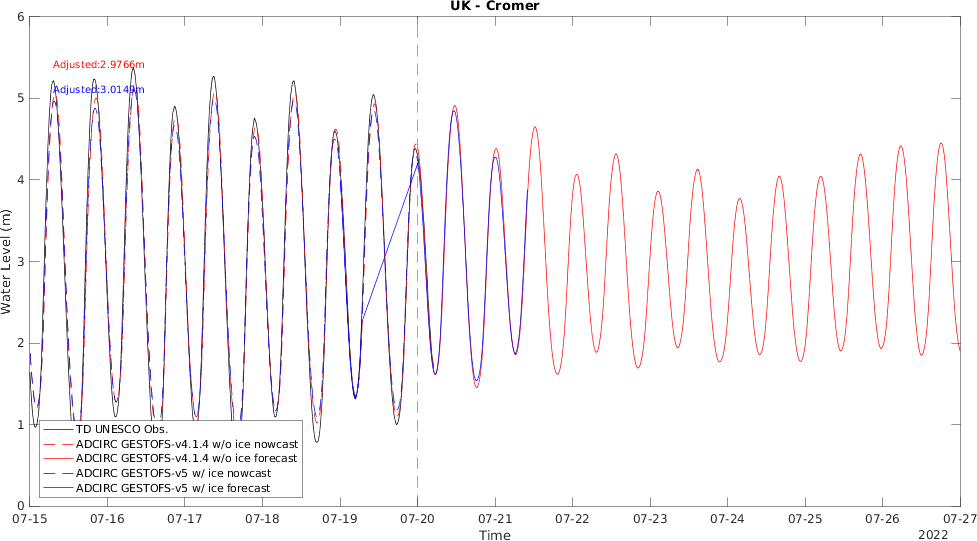 UK - Cromer
6
Adjusted:2.9766m
5
Adjusted:3.0149m
4
Water Level (m)
3
2
1
TD UNESCO Obs.
ADCIRC GESTOFS-v4.1.4 w/o ice nowcast
ADCIRC GESTOFS-v4.1.4 w/o ice forecast
ADCIRC GESTOFS-v5 w/ ice nowcast
ADCIRC GESTOFS-v5 w/ ice forecast
0
07-15 07-16 07-17 07-18 07-19 07-20 07-21 07-22 07-23 07-24 07-25 07-26 07-27
Time
2022